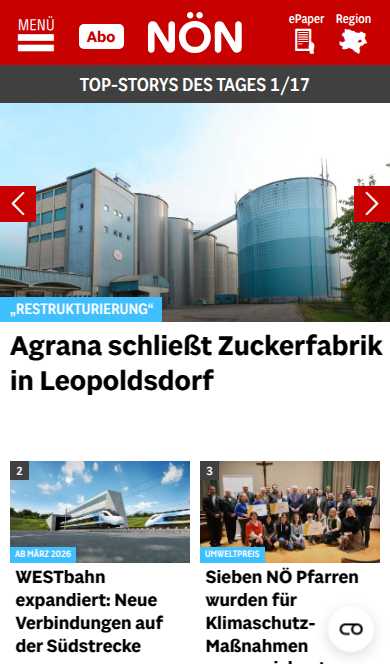 MENÜ
Abo
NÖN
ePaper
Region
TOP-STORYS DES TAGES 1/17
„RESTRUKTURIERUNG“
Agrana schließt Zuckerfabrik
in Leopoldsdorf
2
AB MÄRZ 2026
WESTbahn
expandiert: Neue
Verbindungen auf
der Südstrecke
3
UMWELTPREIS
Sieben NÖ Pfarren
wurden für
Klimaschutz-
Maßnahmen